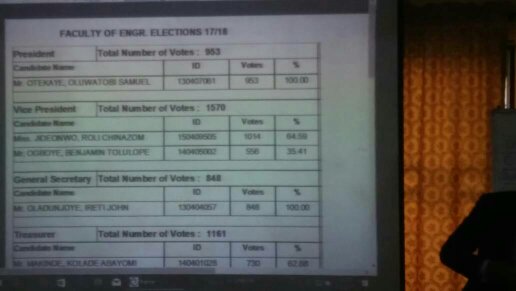 FACULTY OF ENGR. ELECTIONS 17/18
President Total Number of Votes : 953
Candidate Name ID Votes %
Mr. OTEKAYE, OLUWATOBI SAMUEL 130407061 953 100.00
Vice President Total Number of Votes : 1570
Candidate Name ID Votes %
Miss. JIDEONWO, ROLI CHINAZOM 150409505 1014 64.59
Mr. OGBOYE, BENJAMIN TOLULOPE 140405002 556 35.41
General Secretary Total Number of Votes : 848
Candidate Name ID Votes %
Mr. OLADUNJOYE, IRETI JOHN 130404057 848 100.00
Treasurer Total Number of Votes : 1161
Candidate Name ID Votes %
Mr. MAKINDE, KOLADE ABAYOMI 140401028 730 62.88